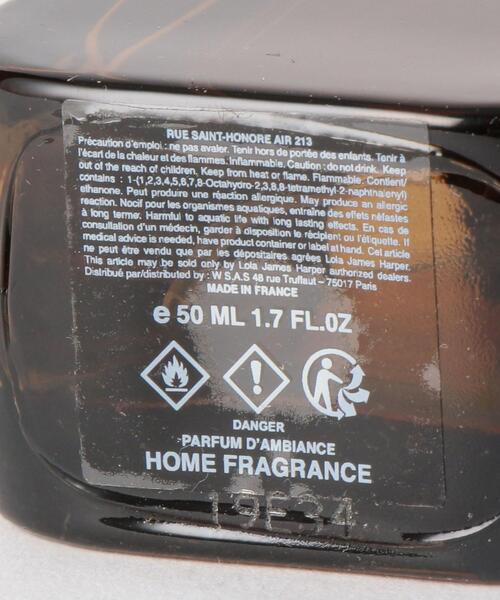 RUE SAINT-HONORE AIR 213
Précaution d'emploi : ne pas avaler. Tenir hors de portée des enfants. Tenir à
l'écart de la chaleur et des flammes. Inflammable. Caution : do not drink. Keep
out of the reach of children. Keep from heat or flame. Flammable. Contient/
contains : 1-(1,2,3,4,5,6,7,8-Octahydro-2,3,8,8-tetramethyl-2-naphthalenyl)
ethanone. Peut produire une réaction allergique. May produce an allergic
reaction. Nocif pour les organismes aquatiques, entraîne des effets néfastes
à long terme. Harmful to aquatic life with long lasting effects. En cas de
consultation d'un médecin, garder à disposition le récipient ou l'étiquette. If
medical advice is needed, have product container or label at hand. Cet article
ne peut être vendu que par les dépositaires agréés Lola James Harper.
This article may be sold only by Lola James Harper authorized dealers.
Distribué par/distributed by : W S.A.S 48 rue Truffaut - 75017 Paris
MADE IN FRANCE
e 50 ML 1.7 FL.OZ
DANGER
PARFUM D'AMBIANCE
HOME FRAGRANCE
19E34